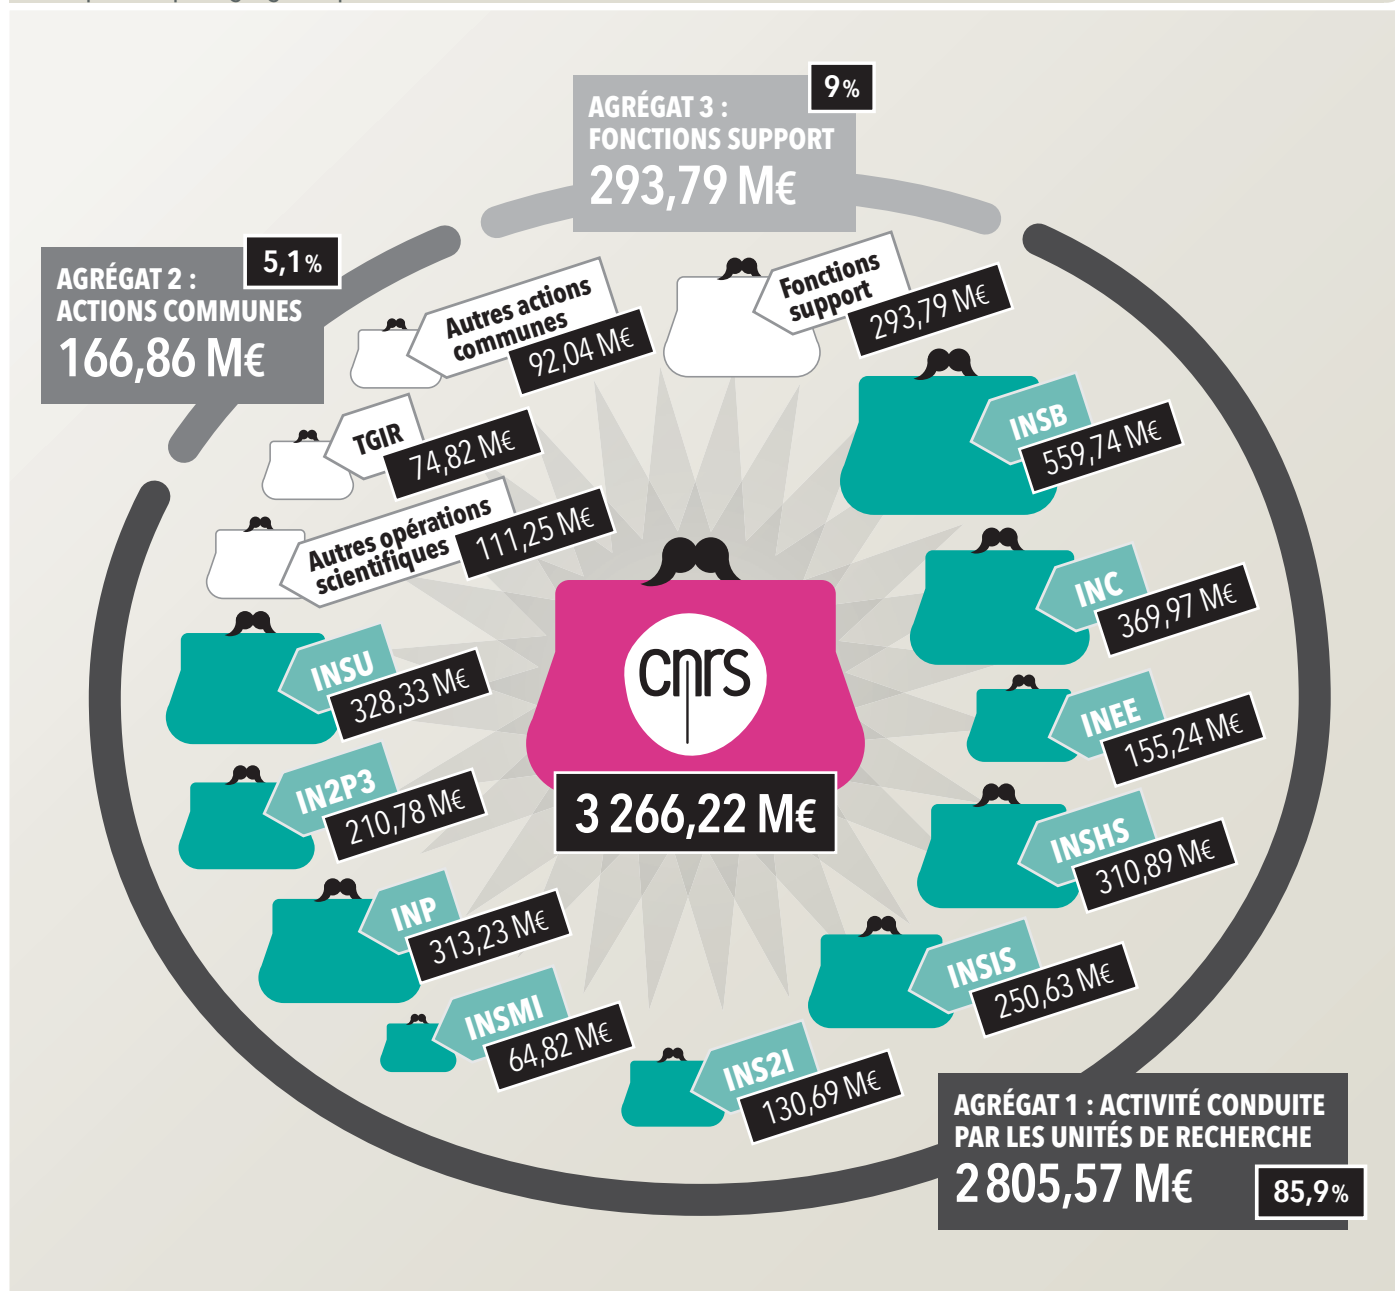 AGRÉGAT 3 :
FONCTIONS SUPPORT
293,79 M€
9%
AGRÉGAT 2 :
ACTIONS COMMUNES
166,86 M€
5,1%
Autres actions
communes
92,04 M€
Fonctions
support
293,79 M€
TGIR
74,82 M€
INSB
559,74 M€
Autres opérations
scientifiques
111,25 M€
INC
369,97 M€
INSU
328,33 M€
cnrs
3 266,22 M€
INEE
155,24 M€
IN2P3
210,78 M€
INSHS
310,89 M€
INP
313,23 M€
INSIS
250,63 M€
INSMI
64,82 M€
INS2I
130,69 M€
AGRÉGAT 1 : ACTIVITÉ CONDUITE
PAR LES UNITÉS DE RECHERCHE
2 805,57 M€
85,9%